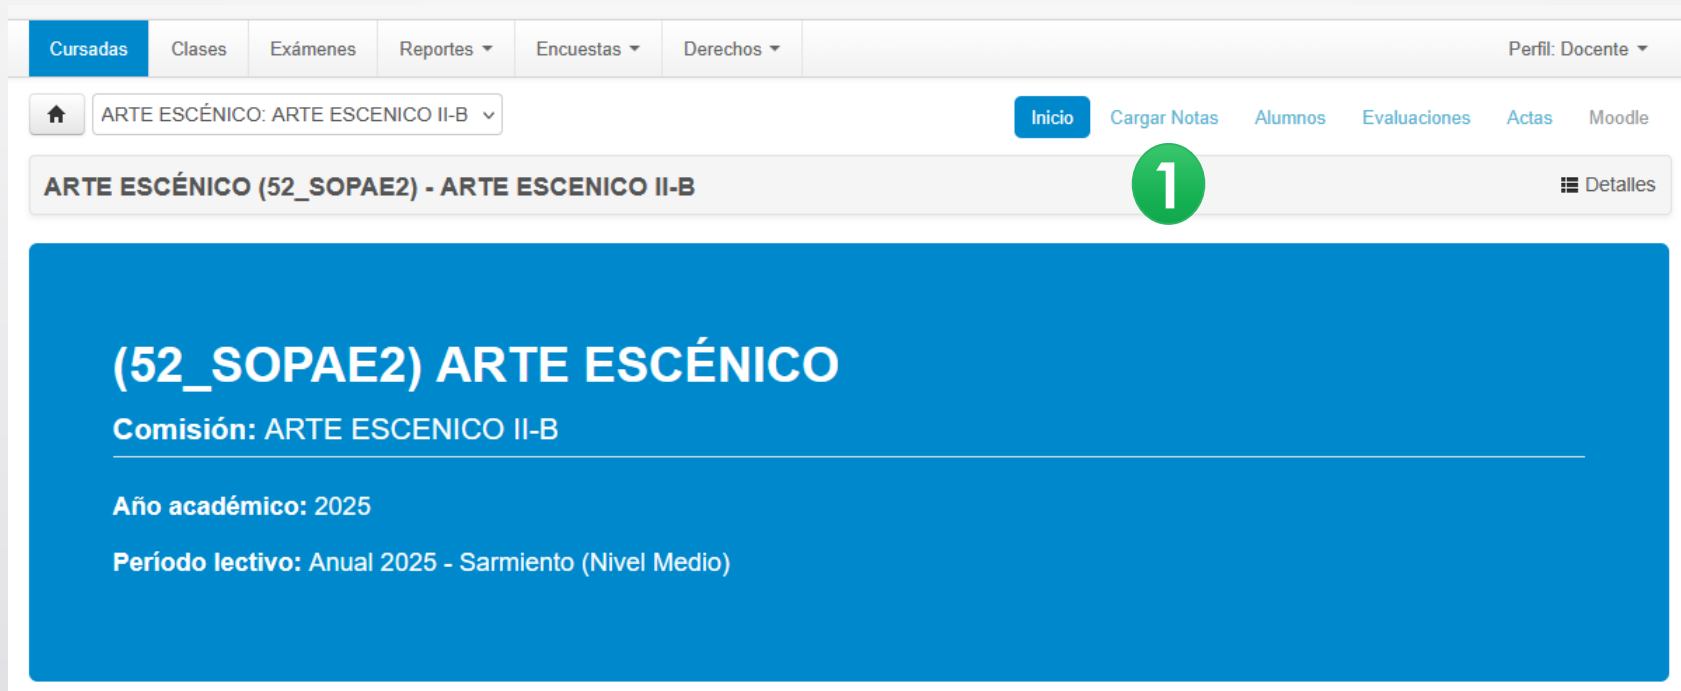 Cursadas Clases Exámenes Reportes Encuestas Derechos Perfil: Docente
ARTE ESCÉNICO: ARTE ESCENICO II-B Inicio Cargar Notas Alumnos Evaluaciones Actas Moodle
ARTE ESCÉNICO (52_SOPAE2) - ARTE ESCENICO II-B 1 Detalles
(52_SOPAE2) ARTE ESCÉNICO
Comisión: ARTE ESCENICO II-B
Año académico: 2025
Período lectivo: Anual 2025 - Sarmiento (Nivel Medio)